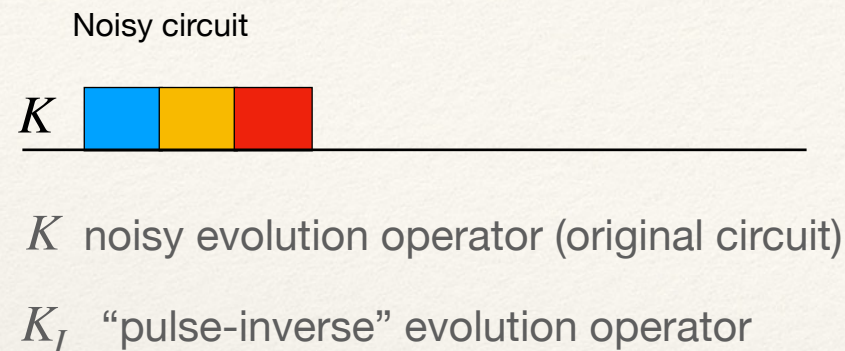 Noisy circuit
K
K noisy evolution operator (original circuit)
K_I “pulse-inverse” evolution operator